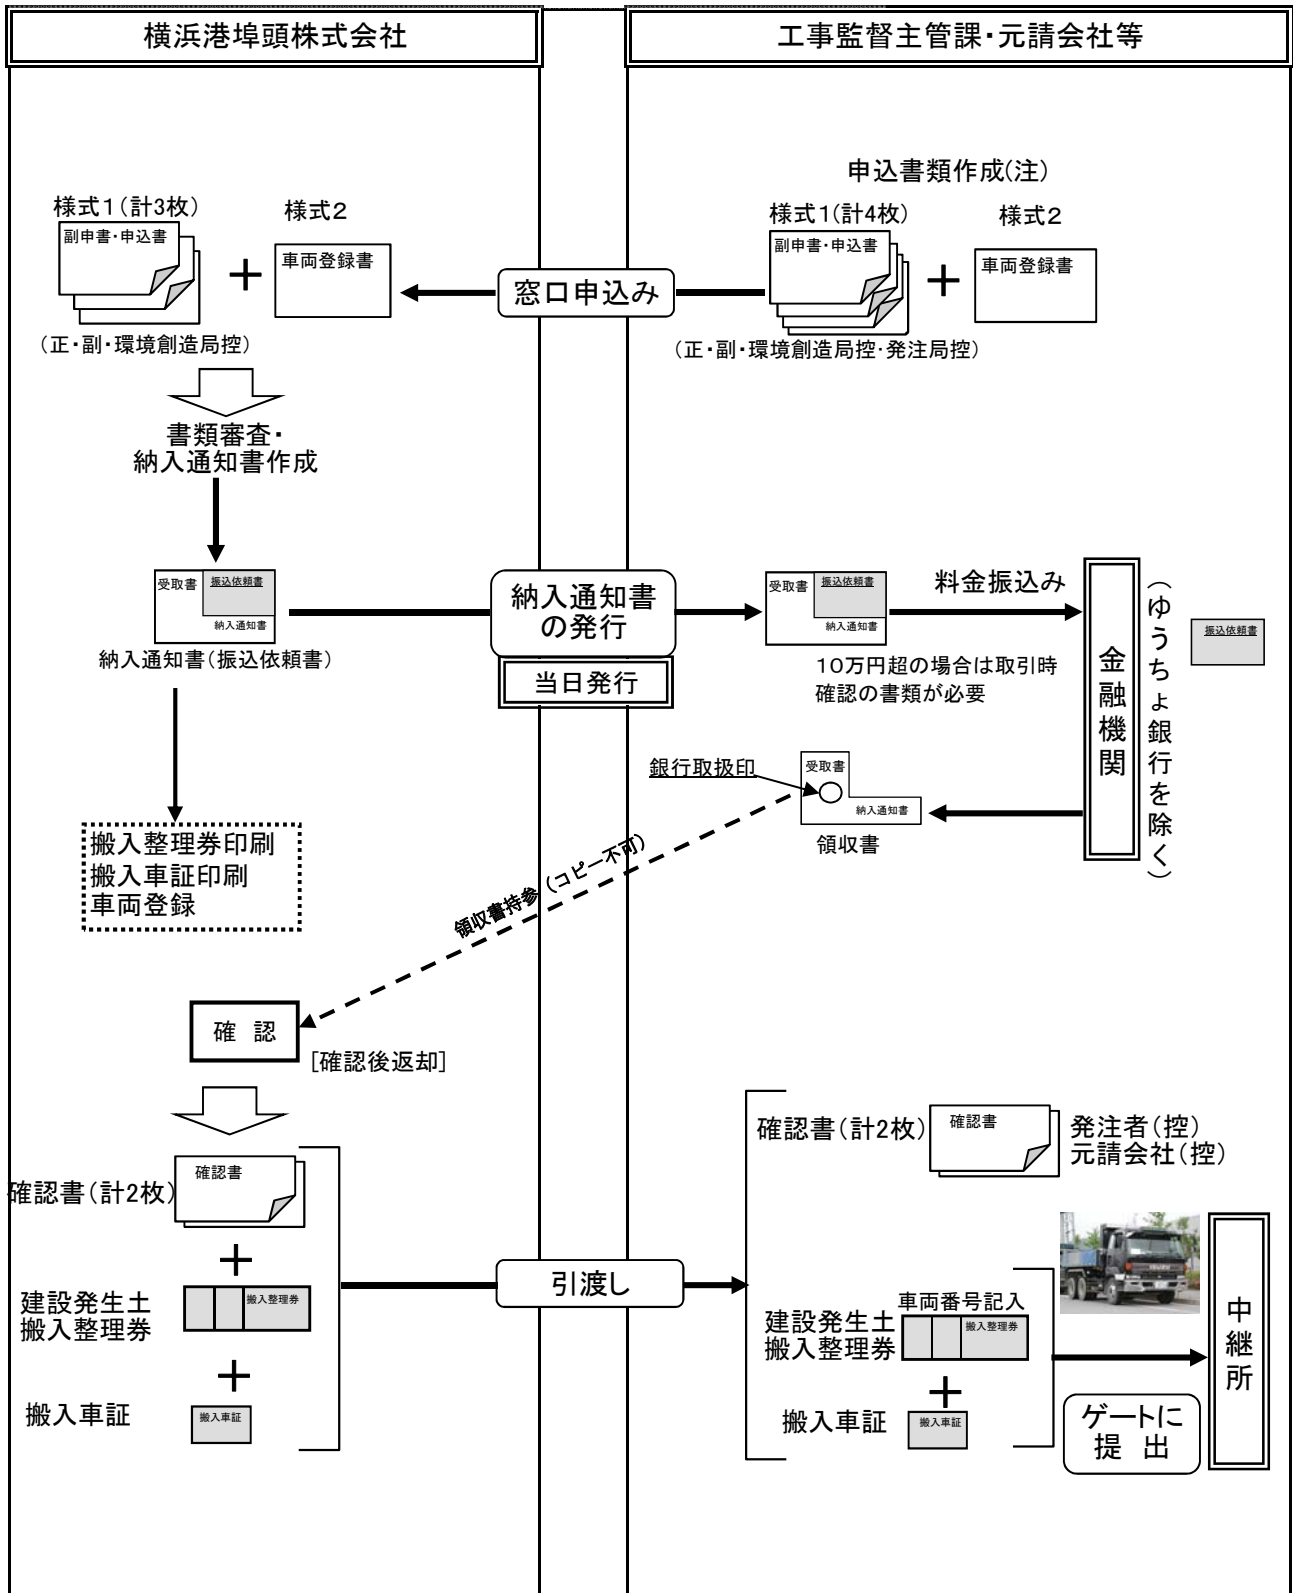 横浜港埠頭株式会社
工事監督主管課・元請会社等
申込書類作成(注)
様式1(計3枚)
様式2
副申書・申込書
車両登録書
(正・副・環境創造局控)
窓口申込み
様式1(計4枚)
様式2
副申書・申込書
車両登録書
(正・副・環境創造局控・発注局控)
書類審査・
納入通知書作成
受取書
振込依頼書
納入通知書
納入通知書(振込依頼書)
納入通知書
の発行
当日発行
受取書
振込依頼書
納入通知書
料金振込み
10万円超の場合は取引時
確認の書類が必要
金融機関
(ゆうちょ銀行を除く)
振込依頼書
銀行取扱印
受取書
納入通知書
領収書
搬入整理券印刷
搬入車証印刷
車両登録
領収書持参(コピー不可)
確 認
[確認後返却]
確認書(計2枚)
確認書
建設発生土
搬入整理券
搬入整理券
搬入車証
搬入車証
引渡し
確認書(計2枚)
確認書
発注者(控)
元請会社(控)
車両番号記入
建設発生土
搬入整理券
搬入整理券
搬入車証
搬入車証
ゲートに
提 出
中継所